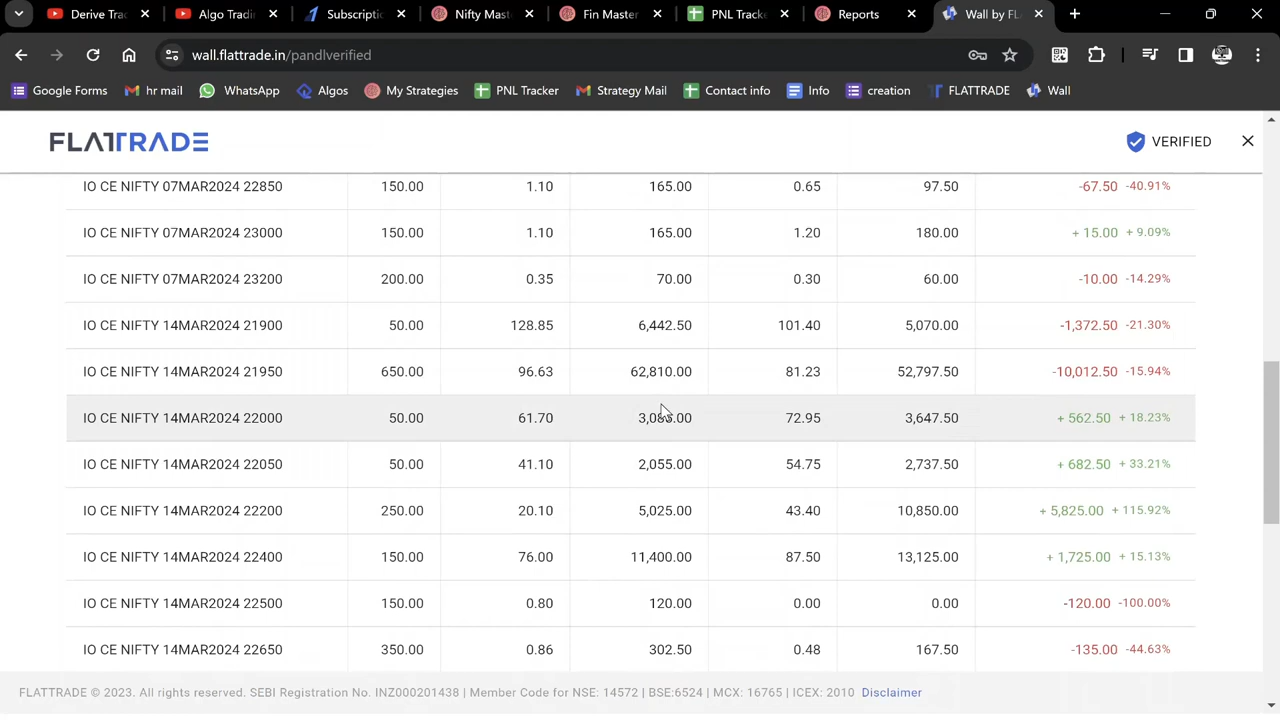 Derive Tra
Algo Tradi
Subscriptic
Nifty Mast
Fin Master
PNL Tracke
Reports
Wall by FL
wall.flattrade.in/pandlverified
Google Forms
hr mail
WhatsApp
Algos
My Strategies
PNL Tracker
Strategy Mail
Contact info
Info
creation
FLATTRADE
Wall
FLATTRADE
VERIFIED
IO CE NIFTY 07MAR2024 22850 150.00 1.10 165.00 0.65 97.50 -67.50 -40.91%
IO CE NIFTY 07MAR2024 23000 150.00 1.10 165.00 1.20 180.00 + 15.00 + 9.09%
IO CE NIFTY 07MAR2024 23200 200.00 0.35 70.00 0.30 60.00 -10.00 -14.29%
IO CE NIFTY 14MAR2024 21900 50.00 128.85 6,442.50 101.40 5,070.00 -1,372.50 -21.30%
IO CE NIFTY 14MAR2024 21950 650.00 96.63 62,810.00 81.23 52,797.50 -10,012.50 -15.94%
IO CE NIFTY 14MAR2024 22000 50.00 61.70 3,085.00 72.95 3,647.50 + 562.50 + 18.23%
IO CE NIFTY 14MAR2024 22050 50.00 41.10 2,055.00 54.75 2,737.50 + 682.50 + 33.21%
IO CE NIFTY 14MAR2024 22200 250.00 20.10 5,025.00 43.40 10,850.00 + 5,825.00 + 115.92%
IO CE NIFTY 14MAR2024 22400 150.00 76.00 11,400.00 87.50 13,125.00 + 1,725.00 + 15.13%
IO CE NIFTY 14MAR2024 22500 150.00 0.80 120.00 0.00 0.00 -120.00 -100.00%
IO CE NIFTY 14MAR2024 22650 350.00 0.86 302.50 0.48 167.50 -135.00 -44.63%
FLATTRADE © 2023. All rights reserved. SEBI Registration No. INZ000201438 | Member Code for NSE: 14572 | BSE:6524 | MCX: 16765 | ICEX: 2010 Disclaimer